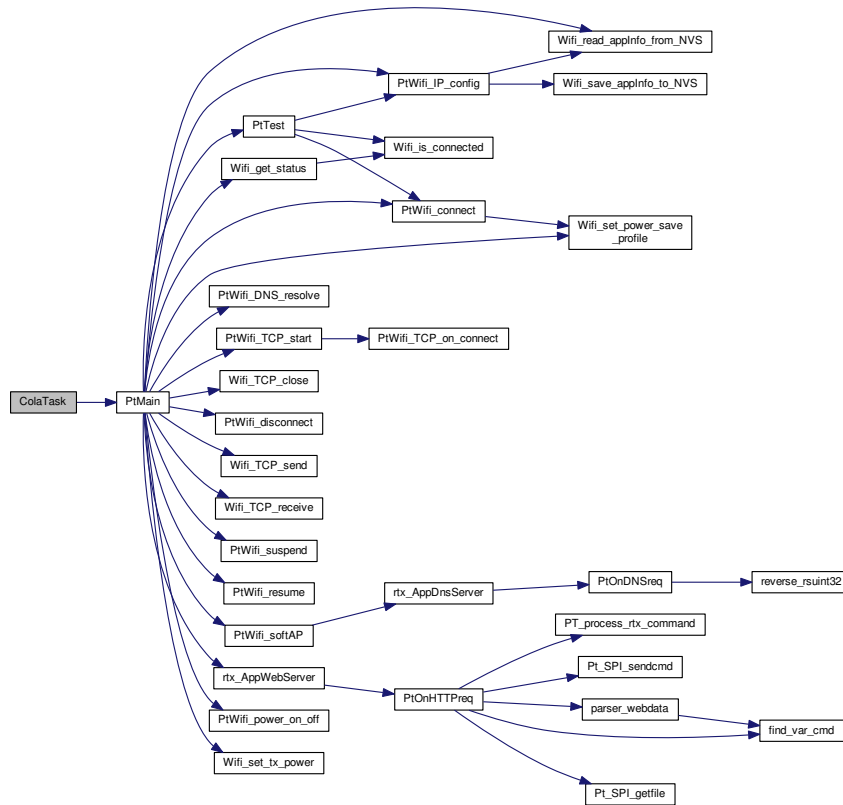 Wifi_read_appInfo_from_NVS
PtWifi_IP_config
Wifi_save_appInfo_to_NVS
PtTest
Wifi_is_connected
Wifi_get_status
PtWifi_connect
Wifi_set_power_save
_profile
PtWifi_DNS_resolve
PtWifi_TCP_start
PtWifi_TCP_on_connect
Wifi_TCP_close
ColaTask
PtMain
PtWifi_disconnect
Wifi_TCP_send
Wifi_TCP_receive
PtWifi_suspend
PtWifi_resume
rtx_AppDnsServer
PtOnDNSreq
reverse_rsuint32
PtWifi_softAP
PT_process_rtx_command
rtx_AppWebServer
Pt_SPI_sendcmd
PtOnHTTPreq
parser_webdata
PtWifi_power_on_off
find_var_cmd
Wifi_set_tx_power
Pt_SPI_getfile